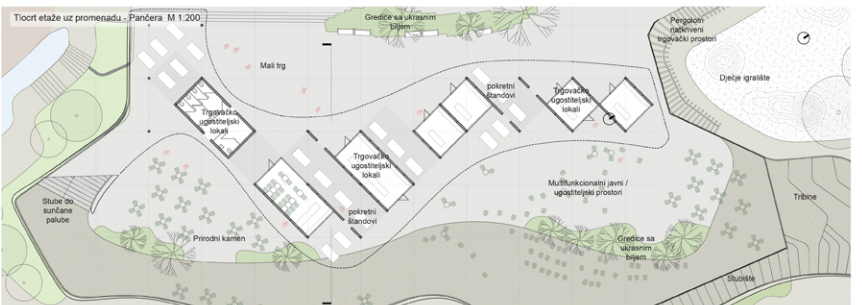 Tlocrt etaže uz promenadu - Pančera M 1:200
Gredice sa ukrasnim
biljem
Pergolom
natkriveni
trgovački prostori
Mali trg
Dječje igralište
pokretni
štandovi
Trgovačko
ugostiteljski
lokali
Trgovačko
ugostiteljski
lokali
Trgovačko
ugostiteljski
lokali
Multifunkcionalni javni /
ugostiteljski prostori
Tribine
Stube do
sunčane
palube
pokretni
štandovi
Prirodni kamen
Gredice sa
ukrasnim
biljem
Stubište